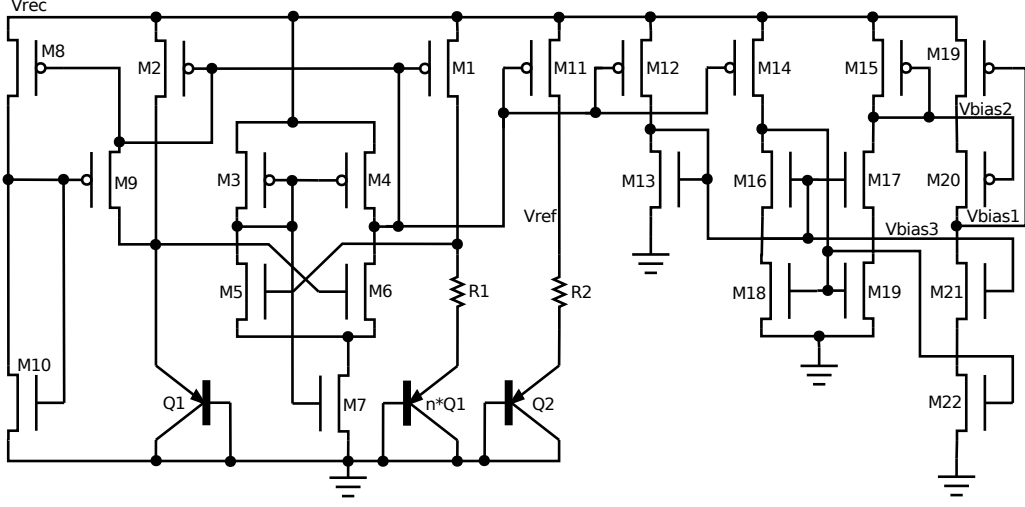 Vrec
M8
M2
M1
M11
M12
M14
M15
M19
Vbias2
M9
M3
M4
M13
M16
M17
M20
Vref
Vbias1
Vbias3
M5
M6
R1
R2
M18
M19
M21
M10
Q1
M7
n*Q1
Q2
M22